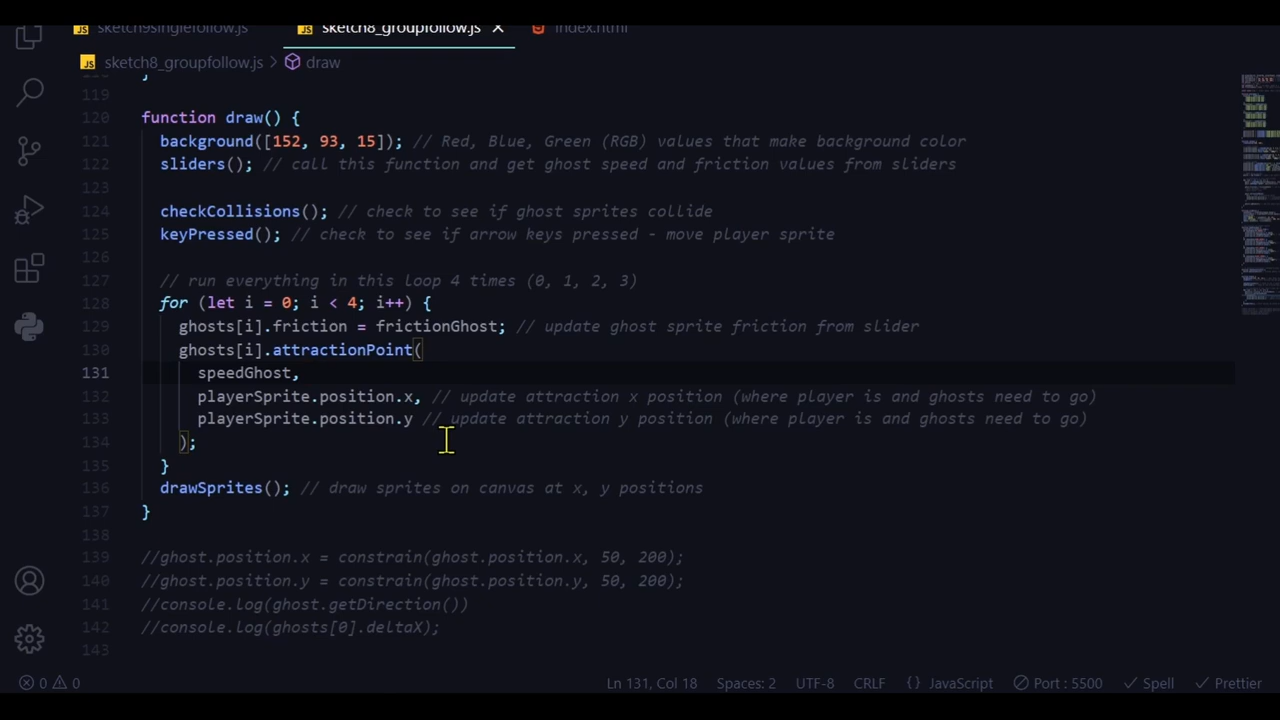 JS sketch9singlefollow.js JS sketch8_groupfollow.js × index.html
JS sketch8_groupfollow.js > draw
119
120 function draw() {
121 background([152, 93, 15]); // Red, Blue, Green (RGB) values that make background color
122 sliders(); // call this function and get ghost speed and friction values from sliders
123
124 checkCollisions(); // check to see if ghost sprites collide
125 keyPressed(); // check to see if arrow keys pressed - move player sprite
126
127 // run everything in this loop 4 times (0, 1, 2, 3)
128 for (let i = 0; i < 4; i++) {
129 ghosts[i].friction = frictionGhost; // update ghost sprite friction from slider
130 ghosts[i].attractionPoint(
131 speedGhost,
132 playerSprite.position.x, // update attraction x position (where player is and ghosts need to go)
133 playerSprite.position.y // update attraction y position (where player is and ghosts need to go)
134 );
135 }
136 drawSprites(); // draw sprites on canvas at x, y positions
137 }
138
139 //ghost.position.x = constrain(ghost.position.x, 50, 200);
140 //ghost.position.y = constrain(ghost.position.y, 50, 200);
141 //console.log(ghost.getDirection())
142 //console.log(ghosts[0].deltaX);
143
0 0 Ln 131, Col 18 Spaces: 2 UTF-8 CRLF {} JavaScript Port : 5500 Spell Prettier